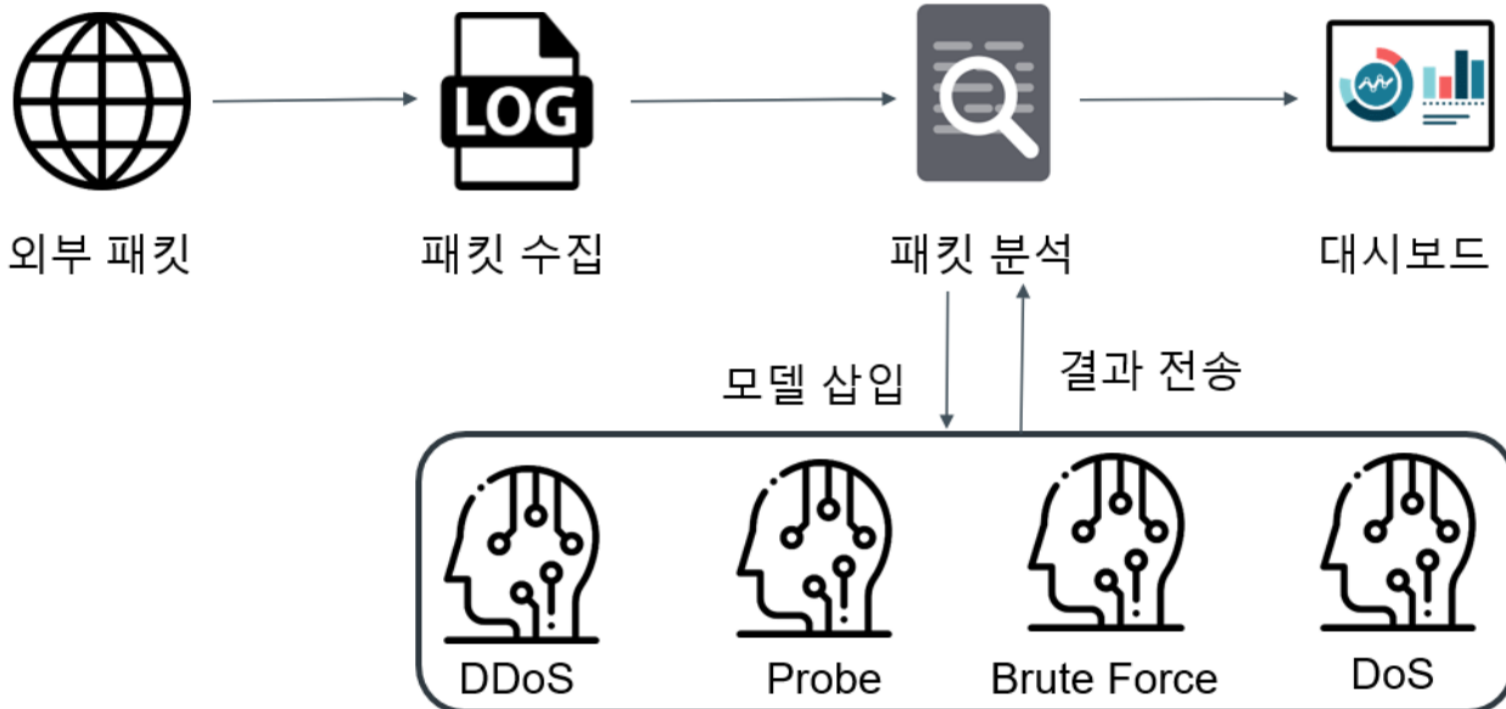 LOG
외부 패킷
패킷 수집
패킷 분석
대시보드
모델 삽입
결과 전송
DDoS
Probe
Brute Force
DoS